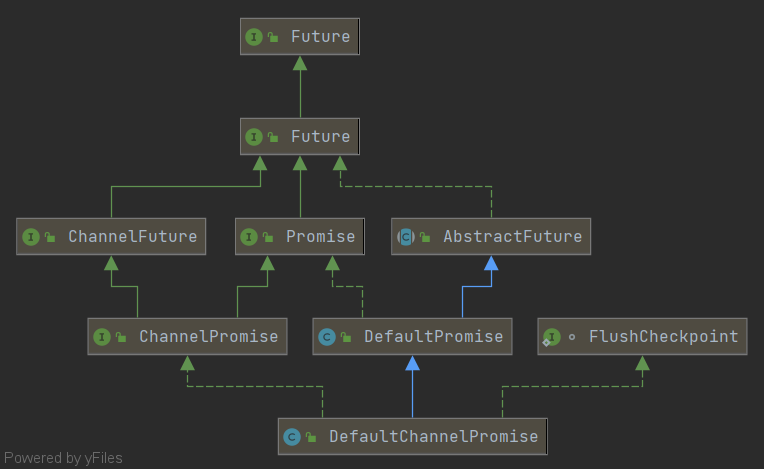 Future
Future
ChannelFuture
Promise
AbstractFuture
ChannelPromise
DefaultPromise
FlushCheckpoint
DefaultChannelPromise
Powered by yFiles